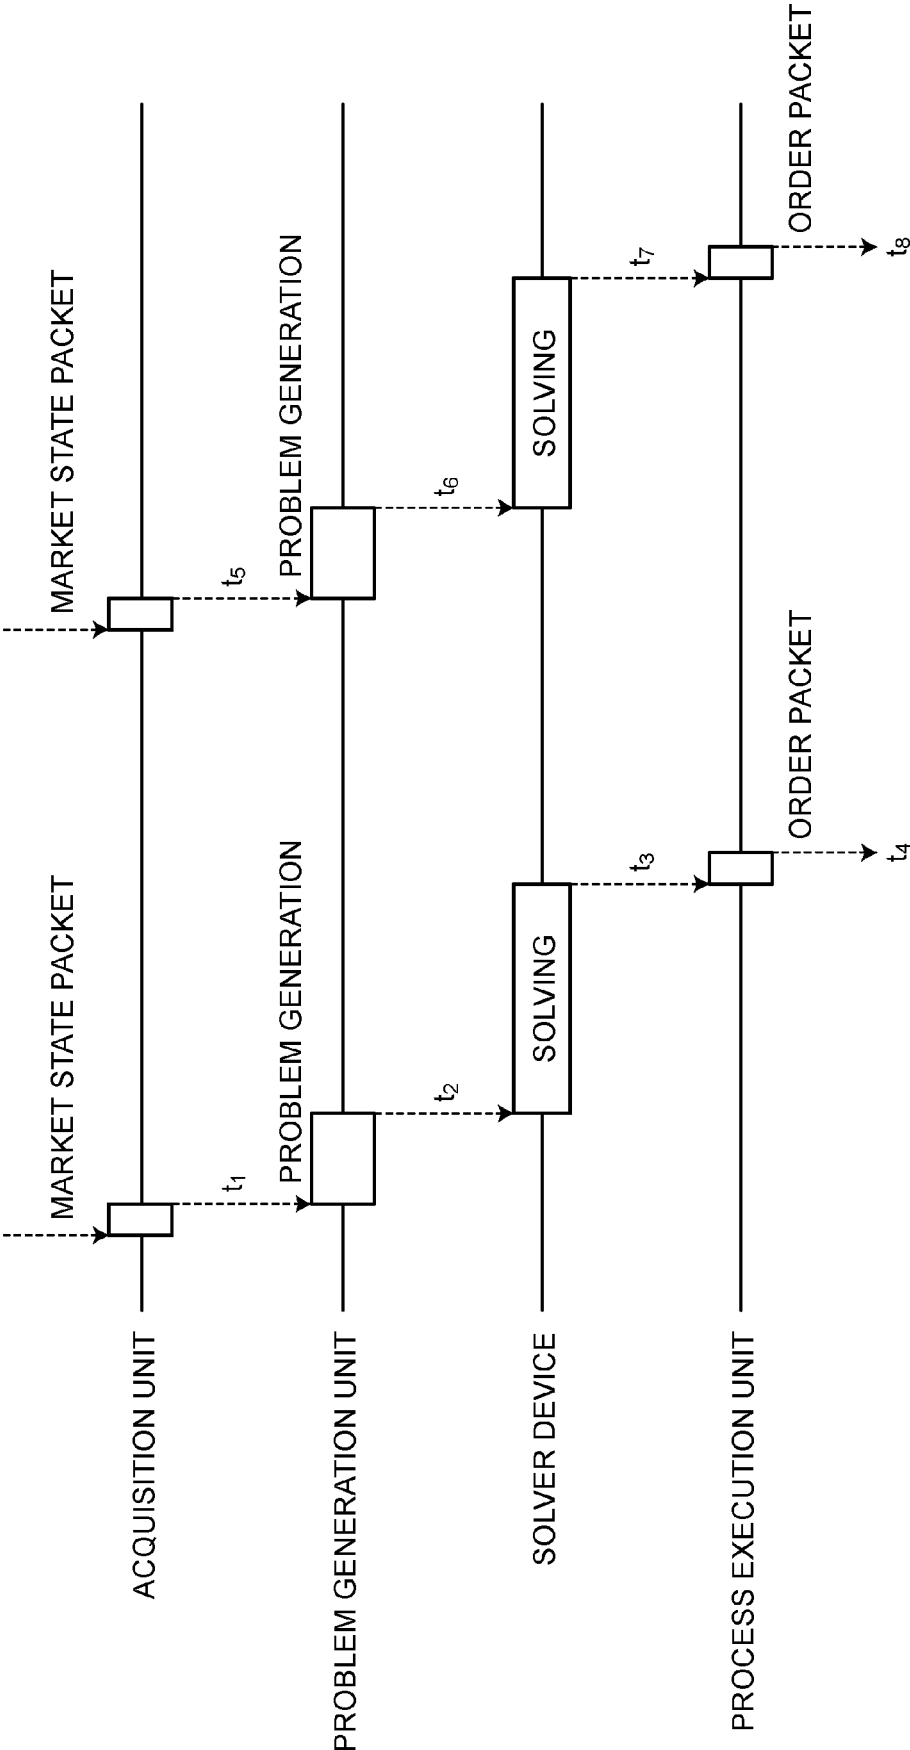 MARKET STATE PACKET
MARKET STATE PACKET
ACQUISITION UNIT
t1
t5
PROBLEM GENERATION
PROBLEM GENERATION
PROBLEM GENERATION UNIT
t2
t6
SOLVER DEVICE
SOLVING
SOLVING
t3
t7
PROCESS EXECUTION UNIT
ORDER PACKET
ORDER PACKET
t4
t8